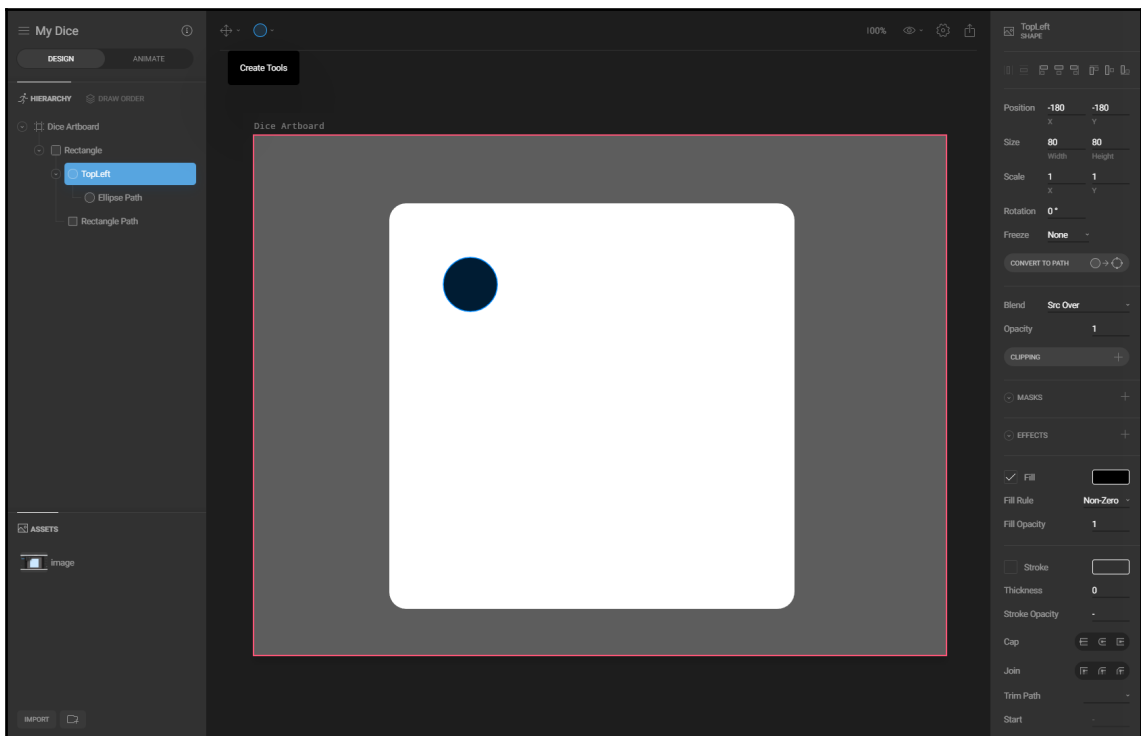 My Dice
DESIGN ANIMATE
HIERARCHY DRAW ORDER
Dice Artboard
Rectangle
TopLeft
Ellipse Path
Rectangle Path
ASSETS
image
IMPORT
100%
Create Tools
Dice Artboard
TopLeft
SHAPE
Position -180 -180
X Y
Size 80 80
Width Height
Scale 1 1
X Y
Rotation 0°
Freeze None
CONVERT TO PATH
Blend Src Over
Opacity 1
CLIPPING
MASKS
EFFECTS
Fill
Fill Rule Non-Zero
Fill Opacity 1
Stroke
Thickness 0
Stroke Opacity -
Cap
Join
Trim Path
Start -